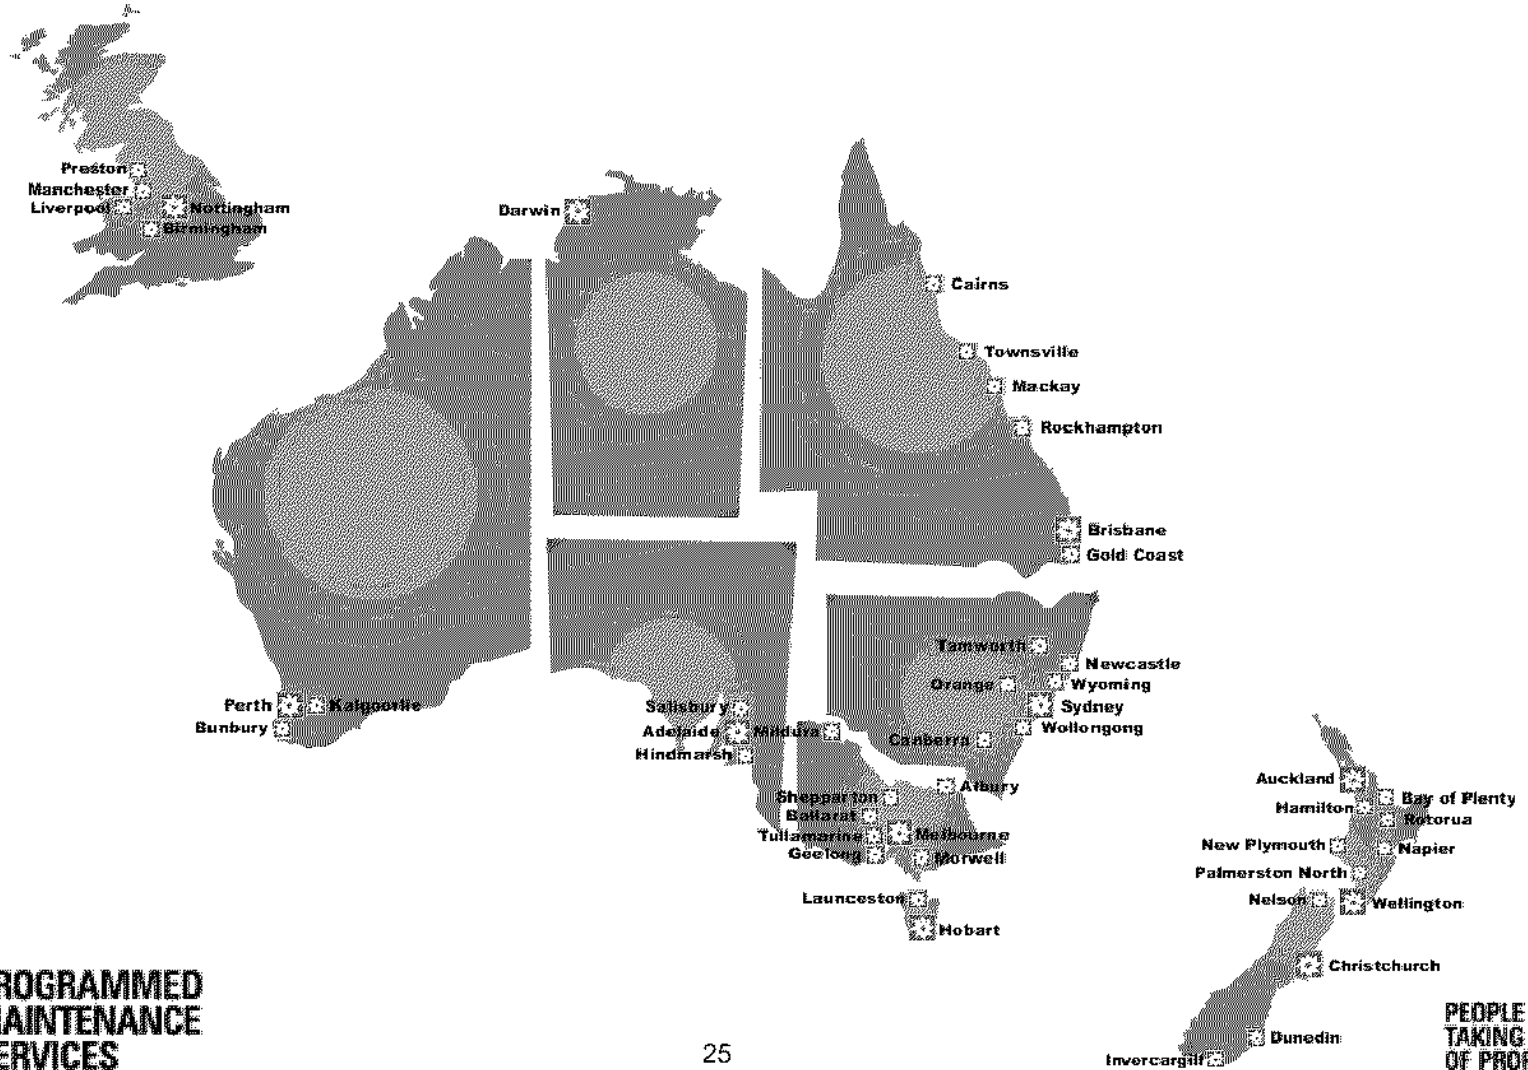 Preston
Manchester
Liverpool
Nottingham
Birmingham
Darwin
Cairns
Townsville
Mackay
Rockhampton
Brisbane
Gold Coast
Tamworth
Newcastle
Orange
Wyoming
Perth
Kalgoorlie
Salisbury
Sydney
Bunbury
Adelaide
Mildura
Wollongong
Canberra
Hindmarsh
Albury
Shepparton
Ballarat
Tullamarine
Melbourne
Geelong
Morwell
Launceston
Hobart
Auckland
Bay of Plenty
Hamilton
Rotorua
New Plymouth
Napier
Palmerston North
Nelson
Wellington
Christchurch
Dunedin
Invercargill
ROGRAMMED
AINTENANCE
ERVICES
25
PEOPLE
TAKING
OF PROP